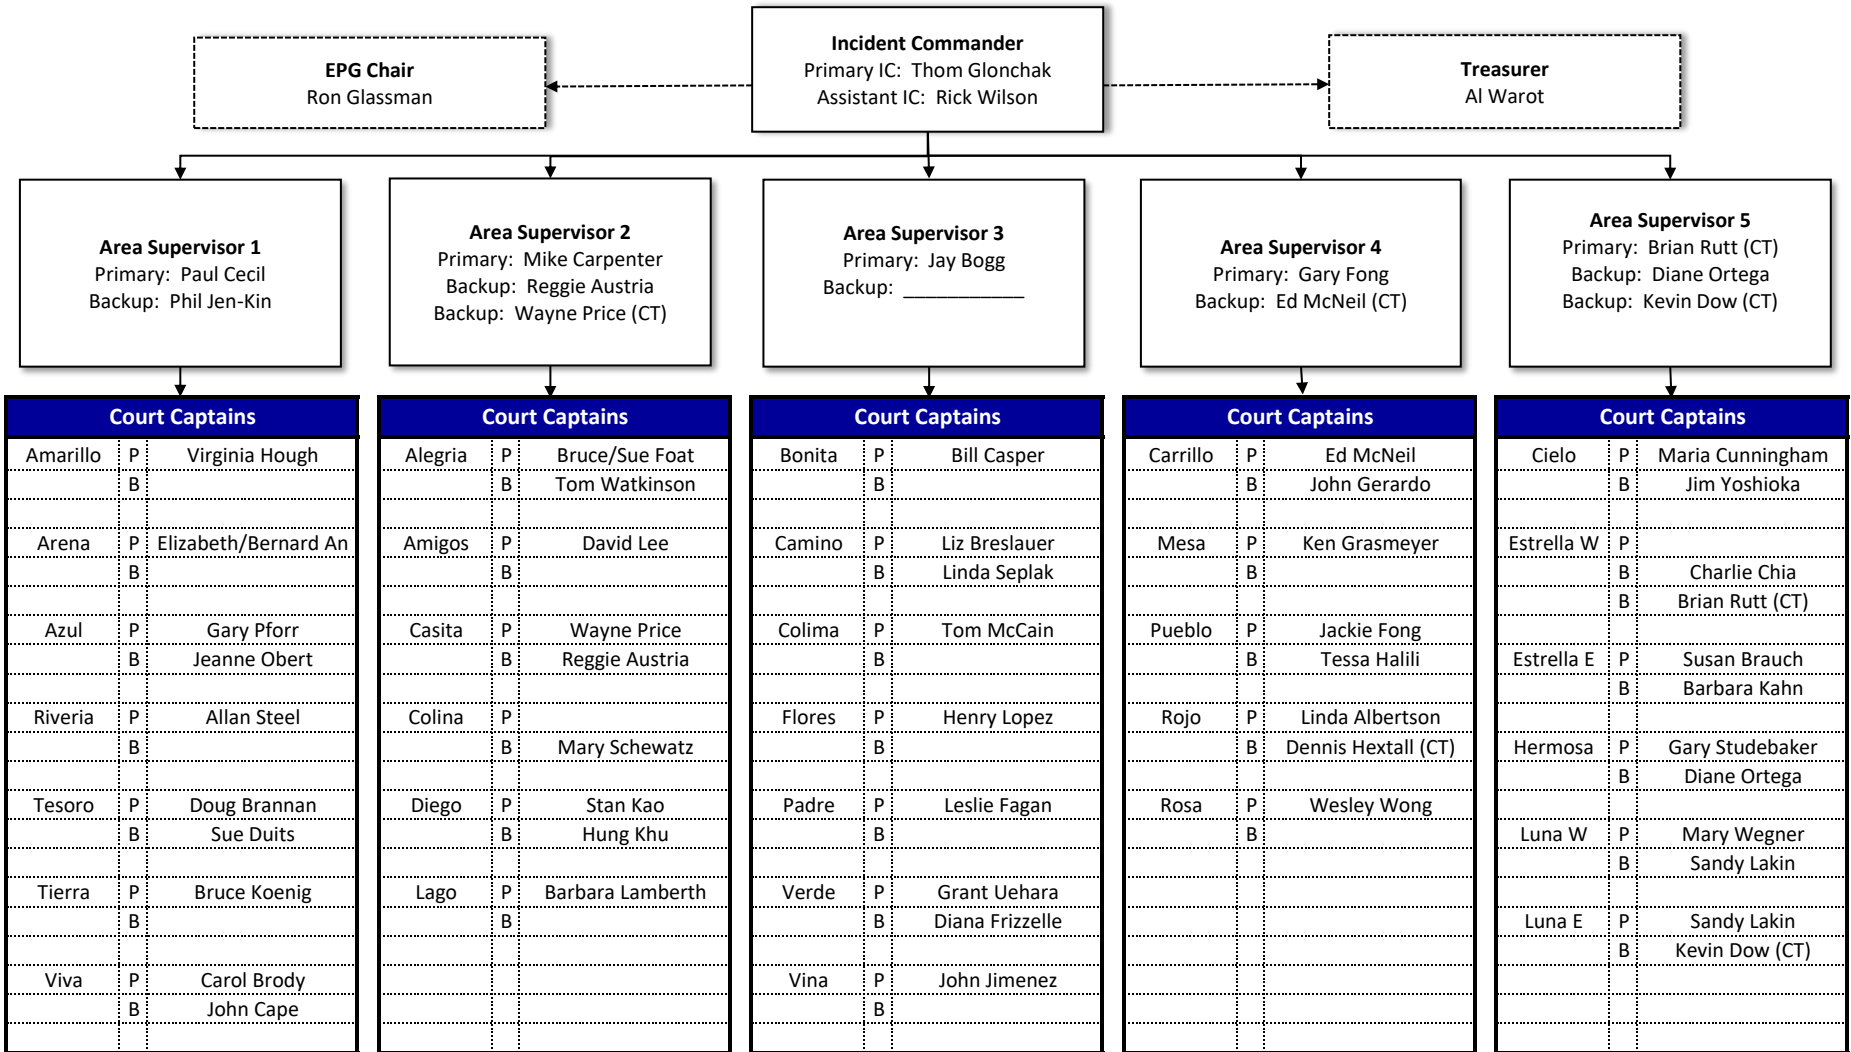 Incident Commander
Primary IC: Thom Glonchak
Assistant IC: Rick Wilson
EPG Chair
Ron Glassman
Treasurer
Al Warot
Area Supervisor 1
Primary: Paul Cecil
Backup: Phil Jen-Kin
Area Supervisor 2
Primary: Mike Carpenter
Backup: Reggie Austria
Backup: Wayne Price (CT)
Area Supervisor 3
Primary: Jay Bogg
Backup: ___________
Area Supervisor 4
Primary: Gary Fong
Backup: Ed McNeil (CT)
Area Supervisor 5
Primary: Brian Rutt (CT)
Backup: Diane Ortega
Backup: Kevin Dow (CT)
Court Captains
Amarillo P Virginia Hough
B
Arena P Elizabeth/Bernard An
B
Azul P Gary Pforr
B Jeanne Obert
Riveria P Allan Steel
B
Tesoro P Doug Brannan
B Sue Duits
Tierra P Bruce Koenig
B
Viva P Carol Brody
B John Cape
Court Captains
Alegria P Bruce/Sue Foat
B Tom Watkinson
Amigos P David Lee
B
Casita P Wayne Price
B Reggie Austria
Colina P
B Mary Schewatz
Diego P Stan Kao
B Hung Khu
Lago P Barbara Lamberth
B
Court Captains
Bonita P Bill Casper
B
Camino P Liz Breslauer
B Linda Seplak
Colima P Tom McCain
B
Flores P Henry Lopez
B
Padre P Leslie Fagan
B
Verde P Grant Uehara
B Diana Frizzelle
Vina P John Jimenez
B
Court Captains
Carrillo P Ed McNeil
B John Gerardo
Mesa P Ken Grasmeyer
B
Pueblo P Jackie Fong
B Tessa Halili
Rojo P Linda Albertson
B Dennis Hextall (CT)
Rosa P Wesley Wong
B
Court Captains
Cielo P Maria Cunningham
B Jim Yoshioka
Estrella W P
B Charlie Chia
B Brian Rutt (CT)
Estrella E P Susan Brauch
B Barbara Kahn
Hermosa P Gary Studebaker
B Diane Ortega
Luna W P Mary Wegner
B Sandy Lakin
Luna E P Sandy Lakin
B Kevin Dow (CT)